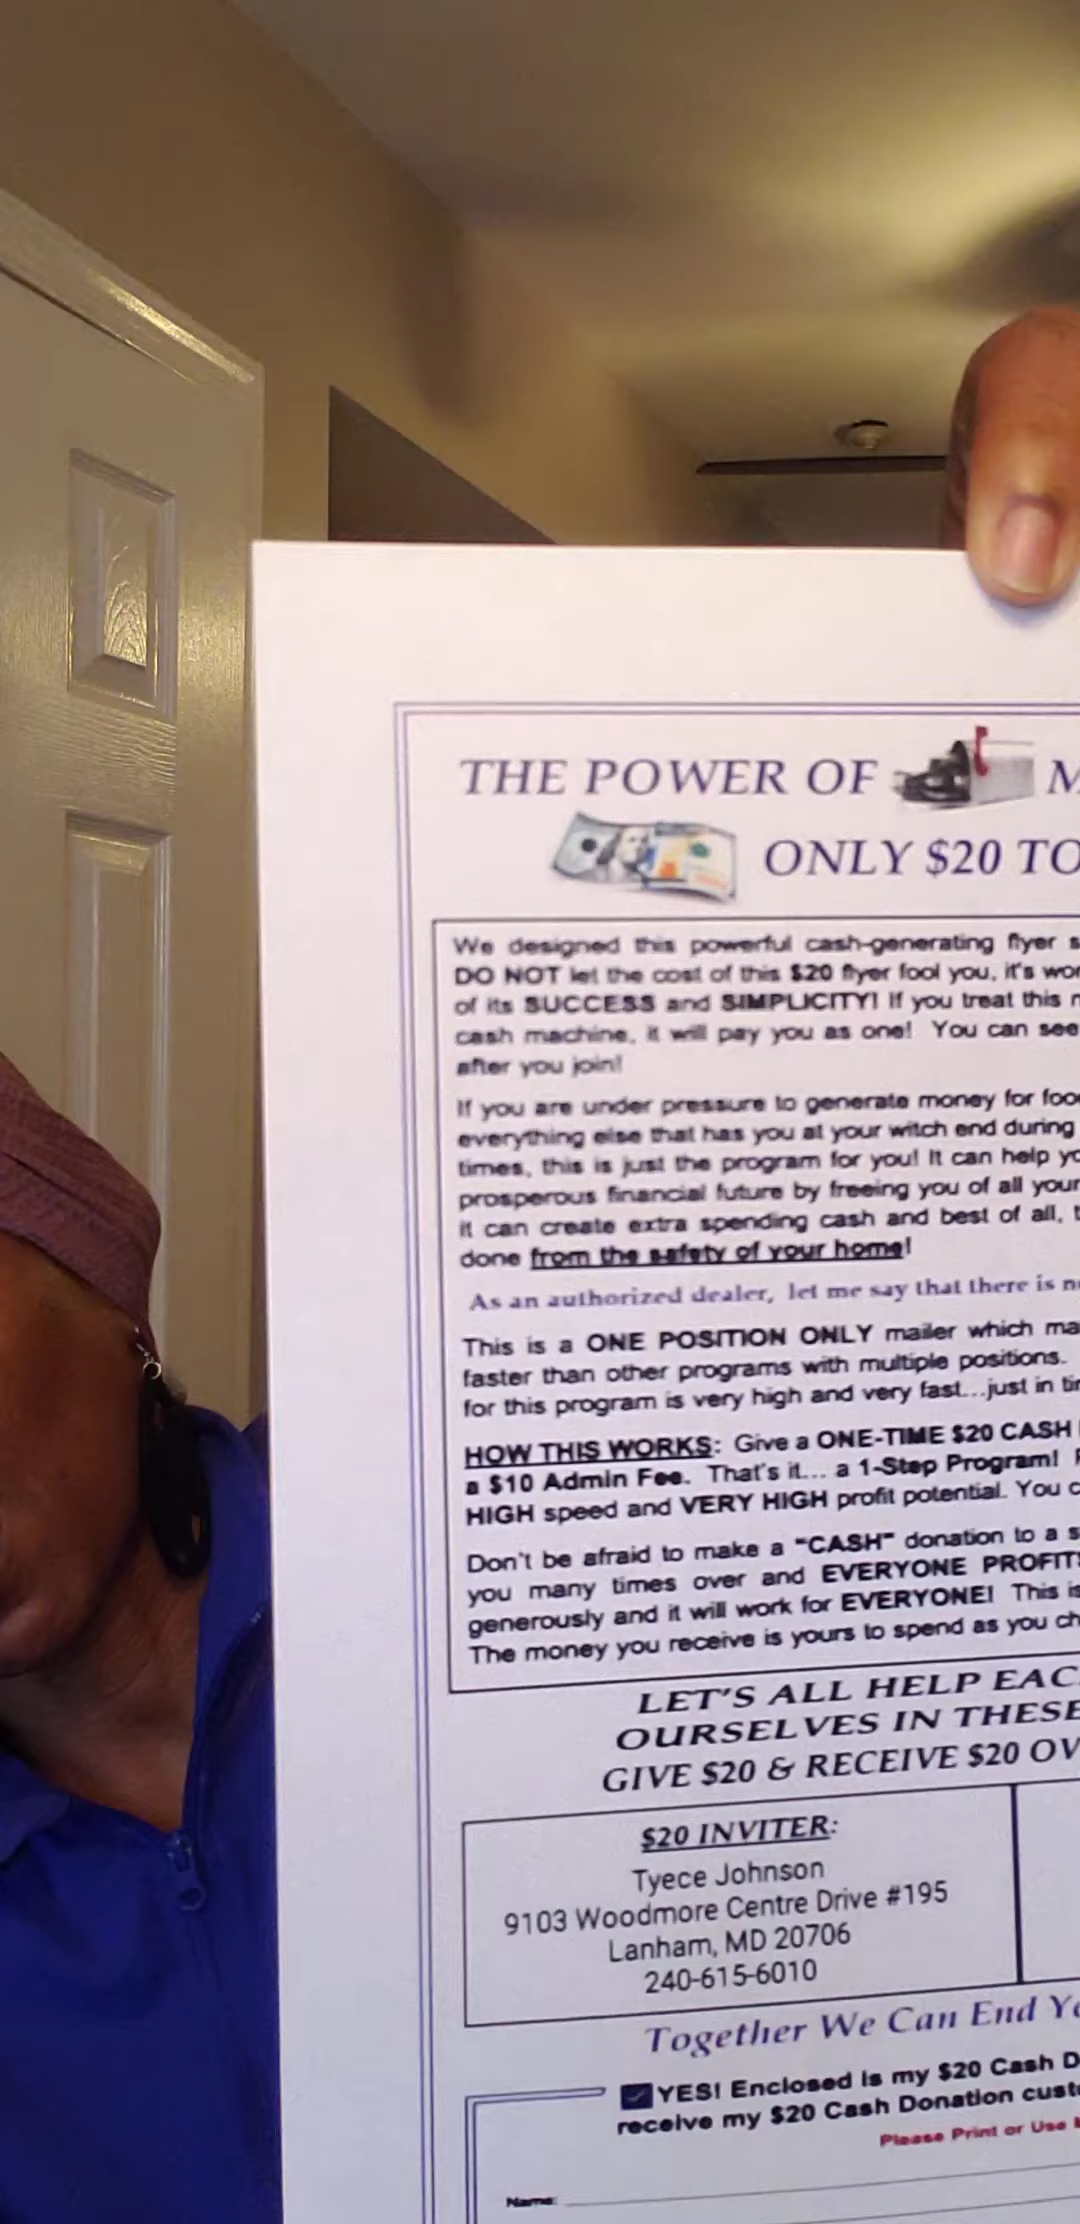 THE POWER OF
ONLY $20 TO
We designed this powerful cash-generating flyer
DO NOT let the cost of this $20 flyer fool you, it's
of its SUCCESS and SIMPLICITY! If you treat this
cash machine, it will pay you as one! You can see
after you join!
If you are under pressure to generate money for
everything else that has you at your witch end during
times, this is just the program for you! It can help
prosperous financial future by freeing you of all your
it can create extra spending cash and best of all,
done from the safety of your home!
As an authorized dealer, let me say that there is
This is a ONE POSITION ONLY mailer which
faster than other programs with multiple positions.
for this program is very high and very fast...just in
HOW THIS WORKS: Give a ONE-TIME $20 CASH
a $10 Admin Fee. That's it... a 1-Step Program!
HIGH speed and VERY HIGH profit potential. You
Don't be afraid to make a "CASH" donation to a
you many times over and EVERYONE
generously and it will work for EVERYONE! This
The money you receive is yours to spend as you
LET'S ALL HELP
OURSELVES IN THESE
GIVE $20 & RECEIVE $20
$20 INVITER:
Tyece Johnson
9103 Woodmore Centre Drive #195
Lanham, MD 20706
240-615-6010
Together We Can End
YES! Enclosed is my $20 Cash
receive my $20 Cash Donation
Please Print or Use
Name: